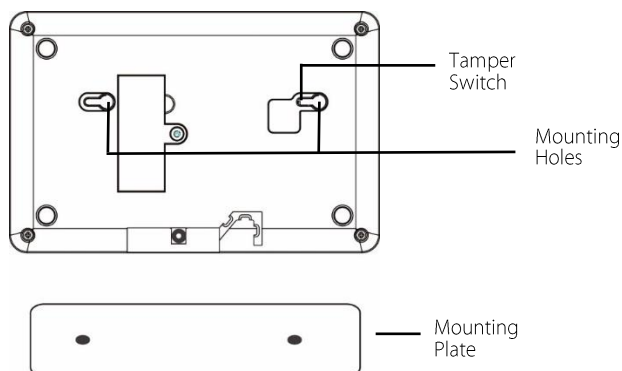 Tamper
Switch
Mounting
Holes
Mounting
Plate